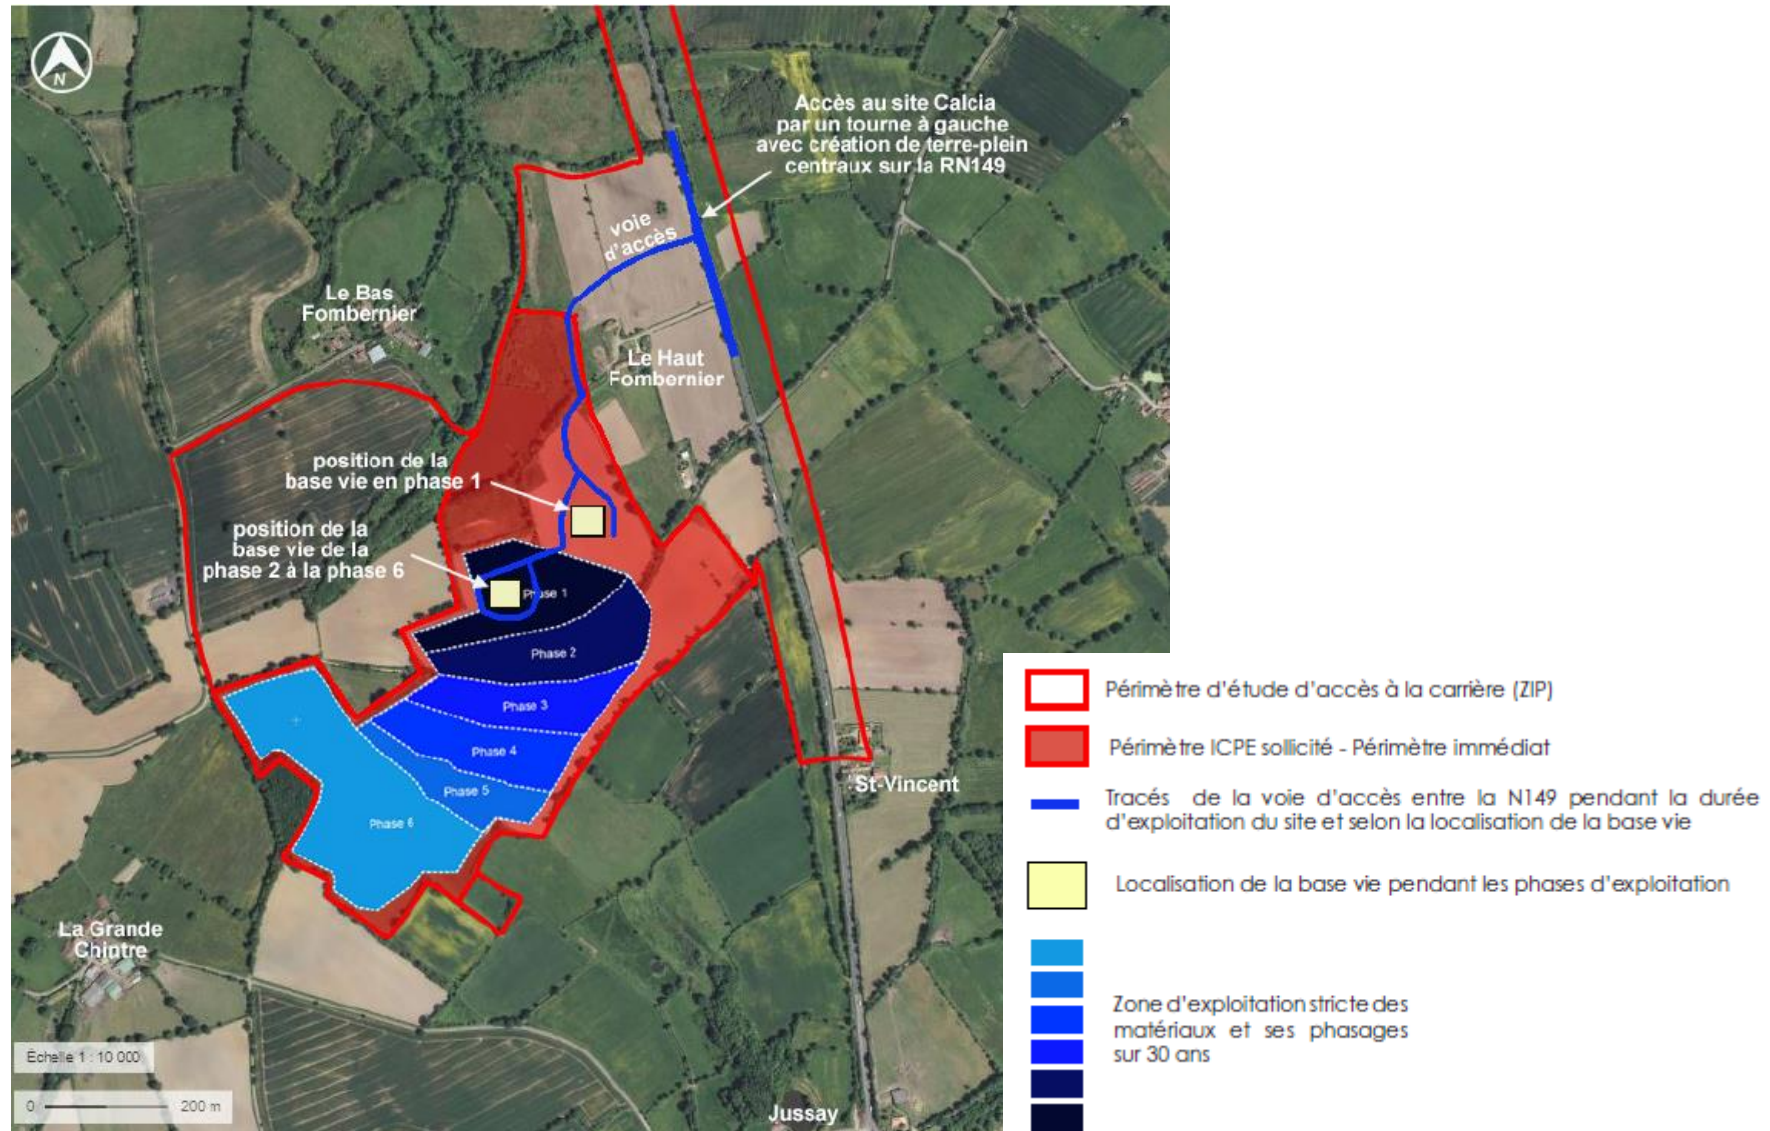 N
Accès au site Calcia
par un tourne à gauche
avec création de terre-plein
centraux sur la RN149
voie
d'accès
Le Bas
Fombernier
Le Haut
Fombernier
position de la
base vie en phase 1
position de la
base vie de la
phase 2 à la phase 6
Phase 1
Phase 2
Phase 3
Phase 4
Phase 5
Phase 6
St-Vincent
La Grande
Chintre
Jussay
Échelle 1 : 10 000
0 200 m
Périmètre d'étude d'accès à la carrière (ZIP)
Périmètre ICPE sollicité - Périmètre immédiat
Tracés de la voie d'accès entre la N149 pendant la durée
d'exploitation du site et selon la localisation de la base vie
Localisation de la base vie pendant les phases d'exploitation
Zone d'exploitation stricte des
matériaux et ses phasages
sur 30 ans